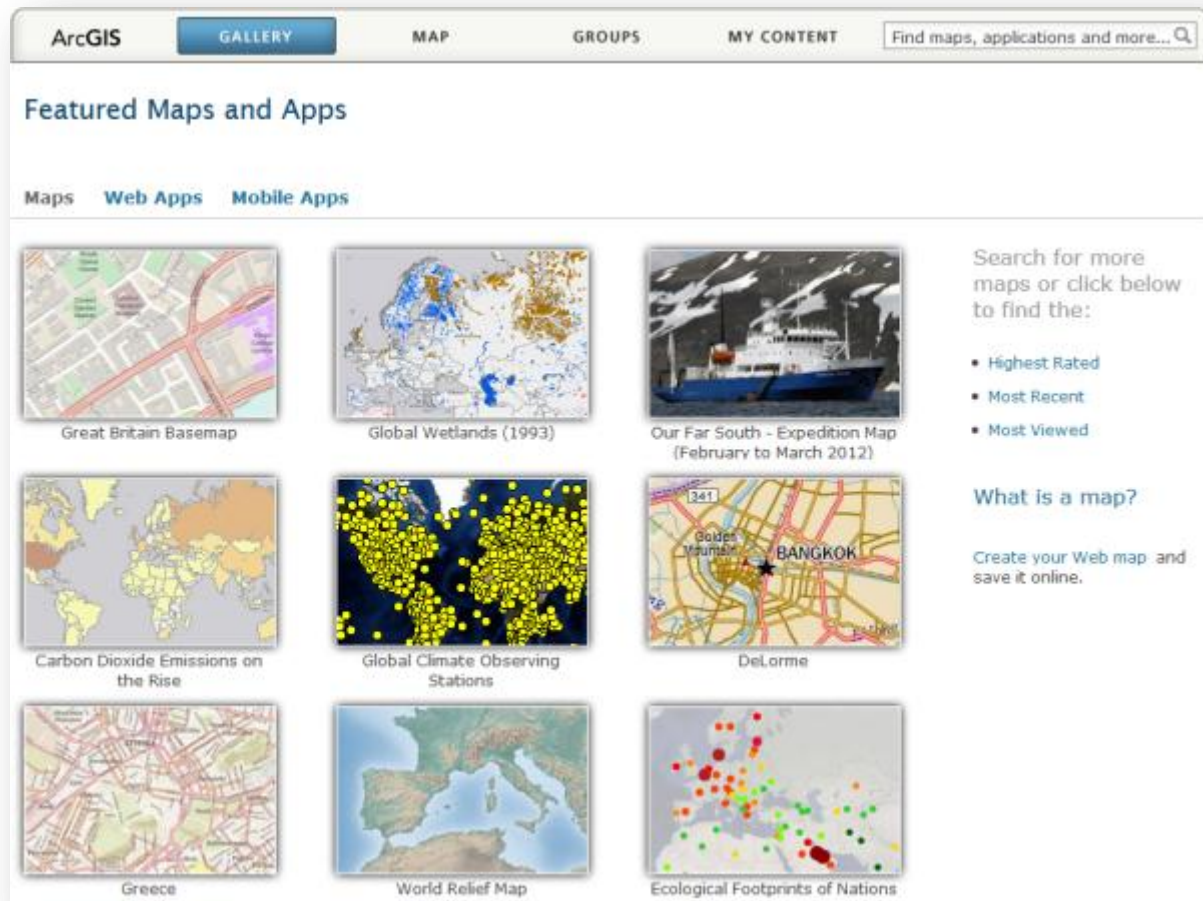 ArcGIS GALLERY MAP GROUPS MY CONTENT Find maps, applications and more...
Featured Maps and Apps
Maps Web Apps Mobile Apps
Great Britain Basemap
Global Wetlands (1993)
Our Far South - Expedition Map
(February to March 2012)
341
Golden
Mountain
BANGKOK
Carbon Dioxide Emissions on
the Rise
Global Climate Observing
Stations
DeLorme
Greece
World Relief Map
Ecological Footprints of Nations
Search for more
maps or click below
to find the:
• Highest Rated
• Most Recent
• Most Viewed
What is a map?
Create your Web map and
save it online.